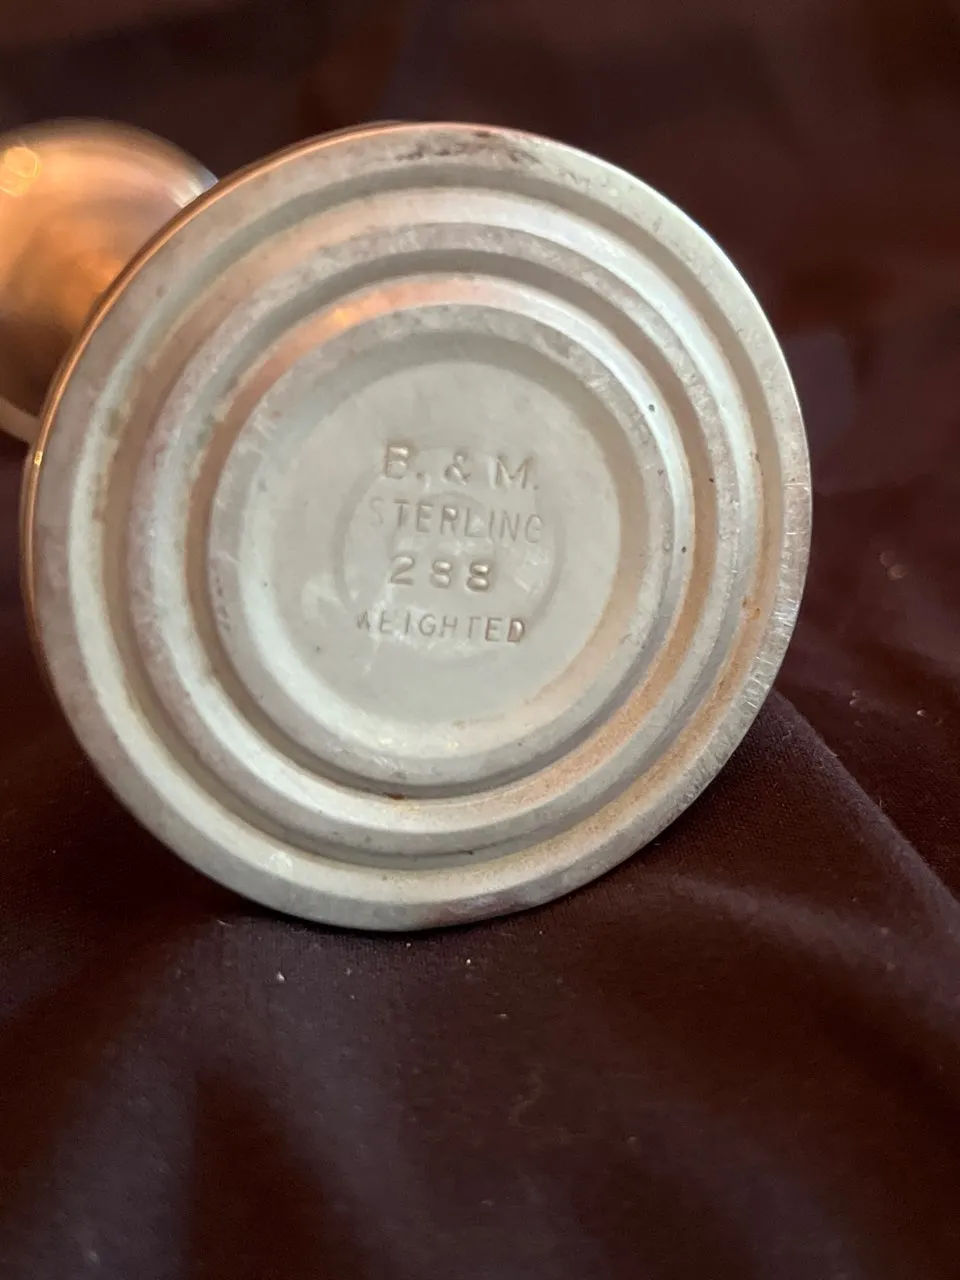 B. & M.
STERLING
288
WEIGHTED